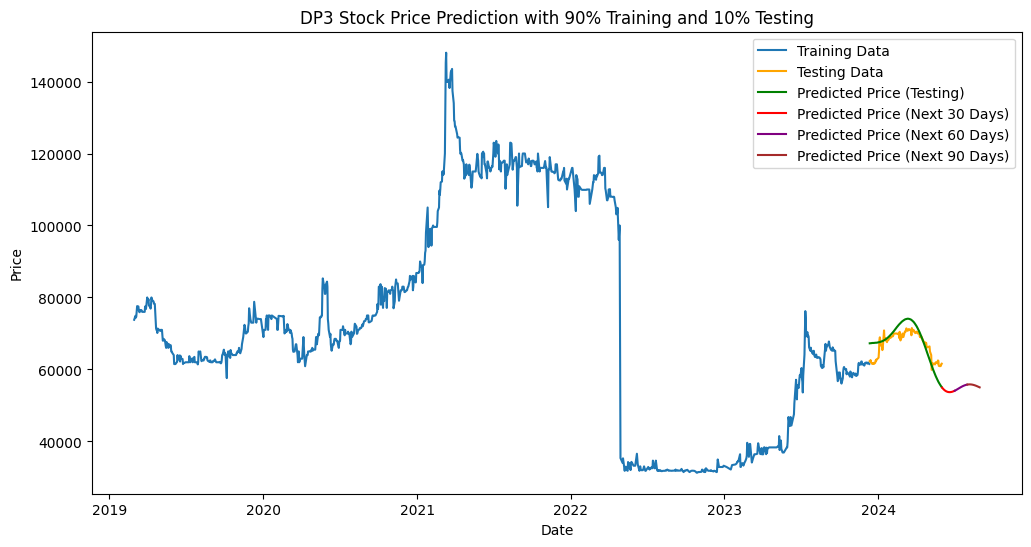 DP3 Stock Price Prediction with 90% Training and 10% Testing
Training Data
Testing Data
Predicted Price (Testing)
Predicted Price (Next 30 Days)
Predicted Price (Next 60 Days)
Predicted Price (Next 90 Days)
Price
140000
120000
100000
80000
60000
40000
2019
2020
2021
2022
2023
2024
Date